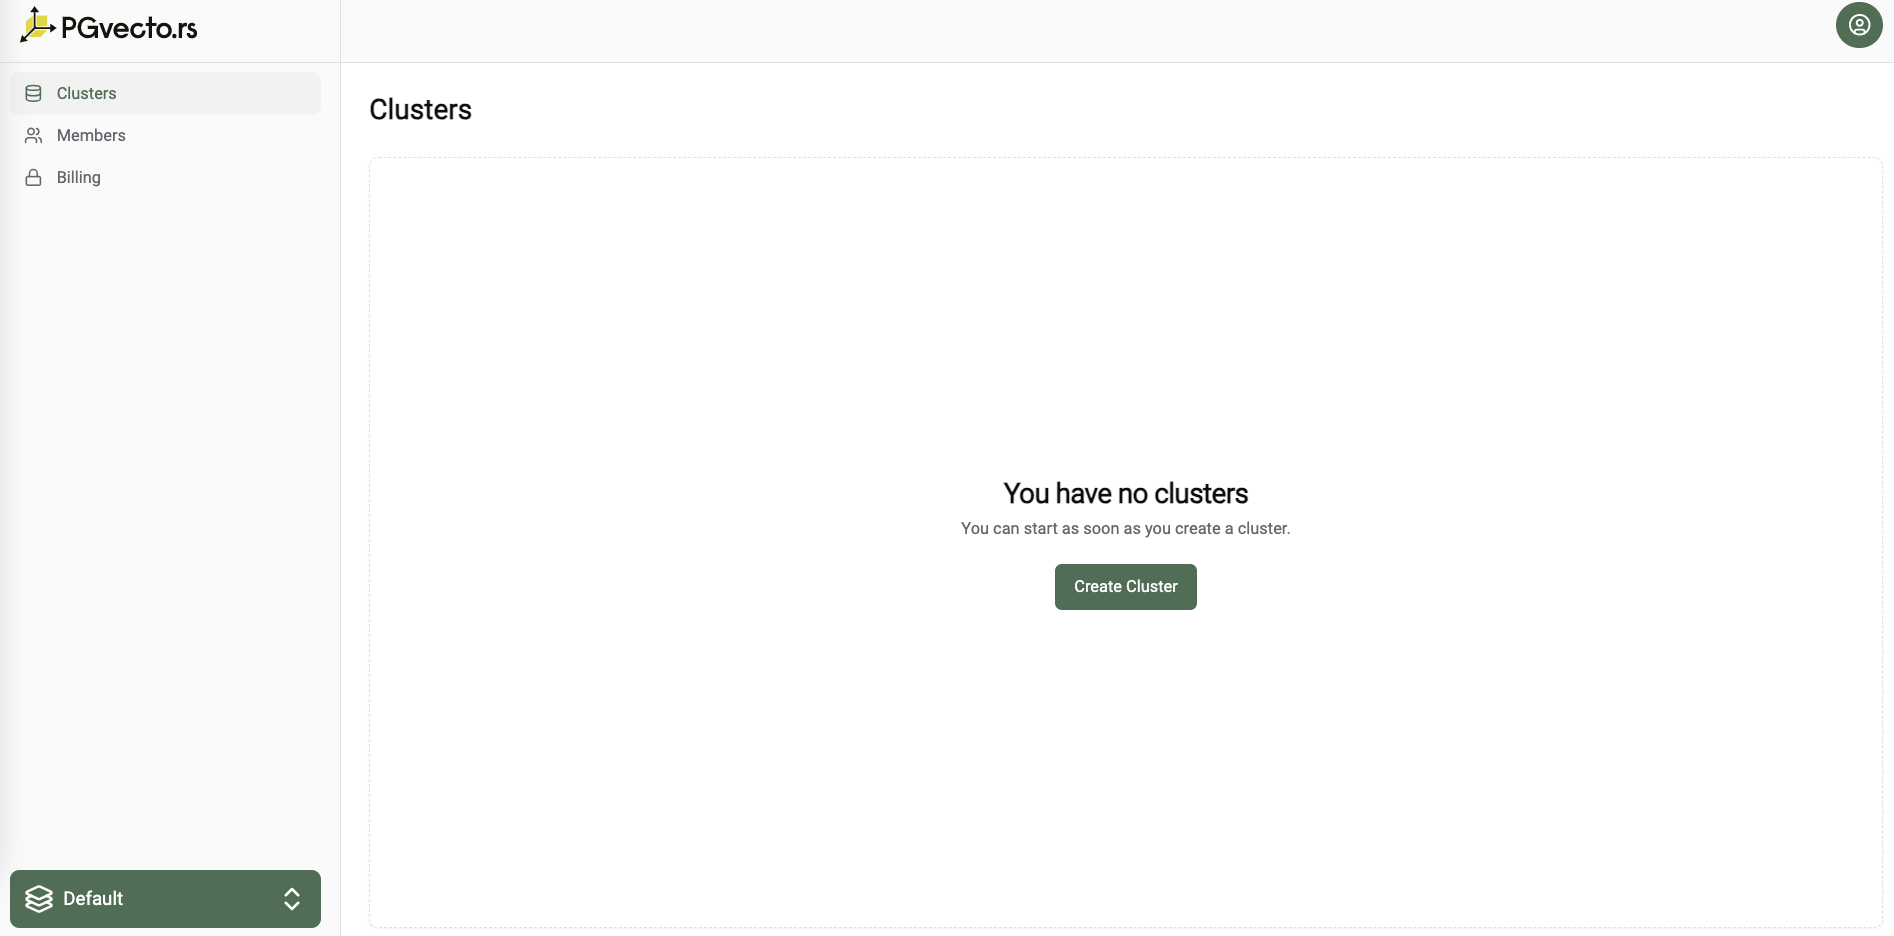 PGvecto.rs
Clusters
Members
Billing
Clusters
You have no clusters
You can start as soon as you create a cluster.
Create Cluster
Default